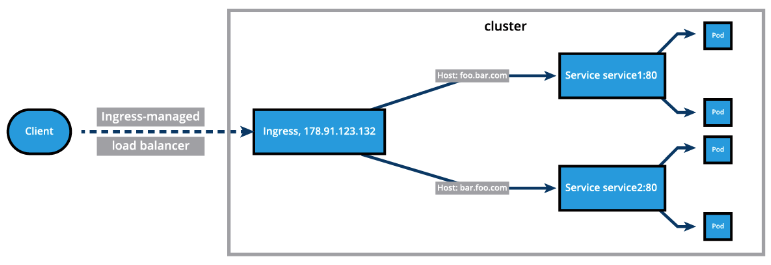 cluster
Pod
Host: foo.bar.com
Service service1:80
Pod
Ingress-managed
Client
Ingress, 178.91.123.132
load balancer
Pod
Host: bar.foo.com
Service service2:80
Pod